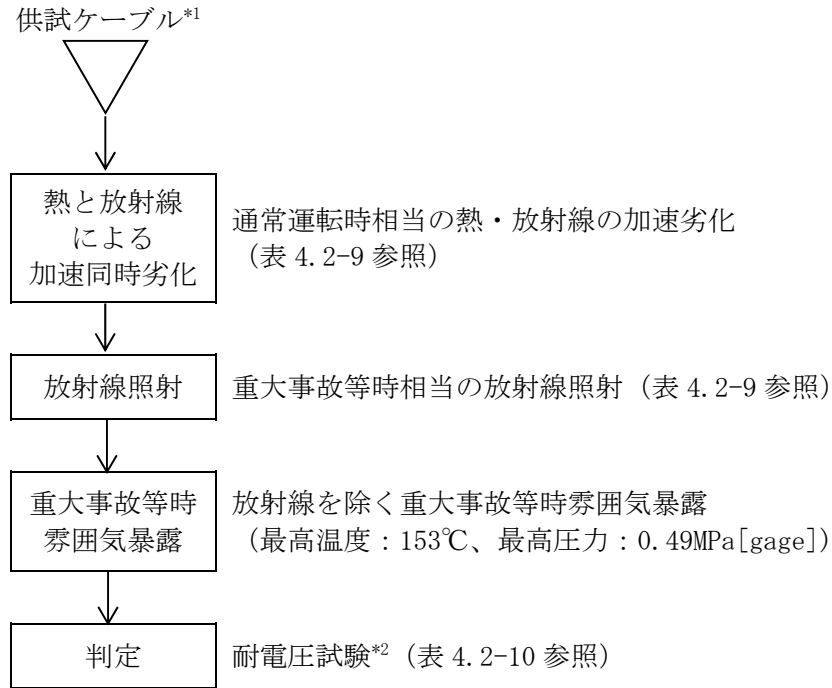 供試ケーブル*1
熱と放射線
による
加速同時劣化
通常運転時相当の熱・放射線の加速劣化
（表 4.2-9 参照）
放射線照射
重大事故等時相当の放射線照射（表 4.2-9 参照）
重大事故等時
雰囲気暴露
放射線を除く重大事故等時雰囲気暴露
（最高温度：153℃、最高圧力：0.49MPa[gage]）
判定
耐電圧試験*2（表 4.2-10 参照）